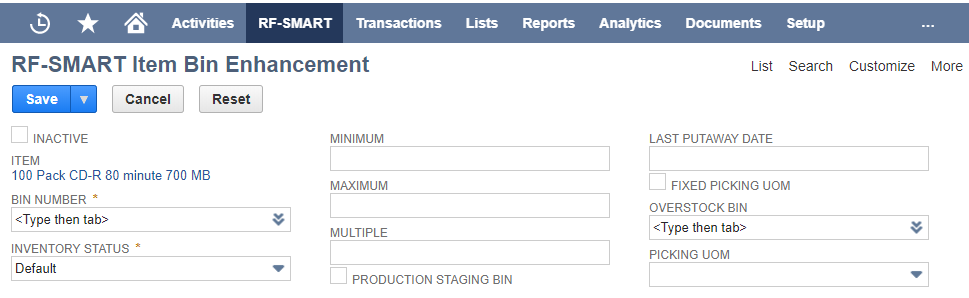 Activities RF-SMART Transactions Lists Reports Analytics Documents Setup ...
RF-SMART Item Bin Enhancement
List Search Customize More
Save Cancel Reset
INACTIVE
ITEM
100 Pack CD-R 80 minute 700 MB
BIN NUMBER *
<Type then tab>
INVENTORY STATUS *
Default
MINIMUM
MAXIMUM
MULTIPLE
PRODUCTION STAGING BIN
LAST PUTAWAY DATE
FIXED PICKING UOM
OVERSTOCK BIN
<Type then tab>
PICKING UOM